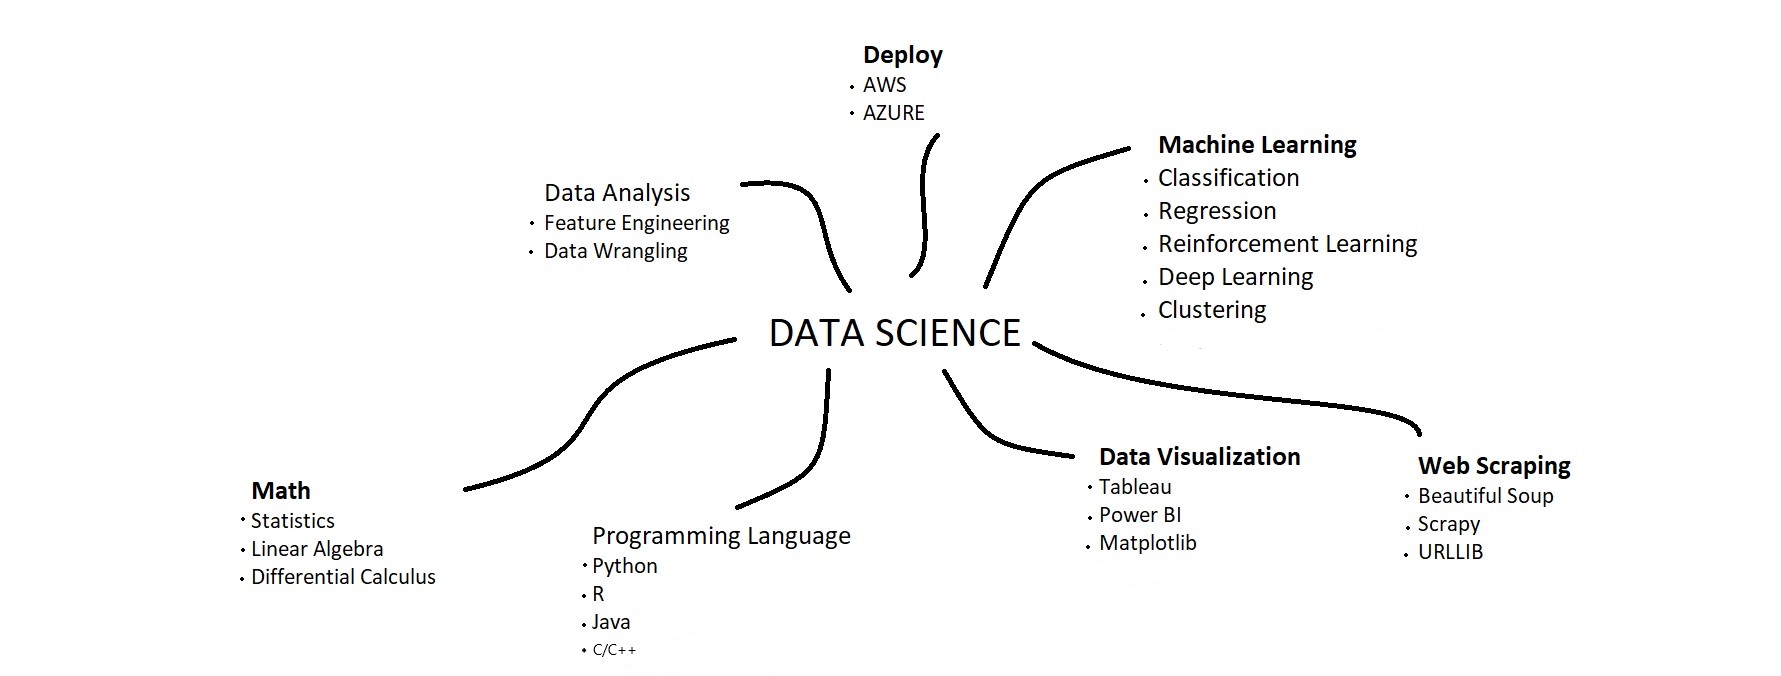 Deploy
• AWS
• AZURE
Machine Learning
• Classification
• Regression
• Reinforcement Learning
• Deep Learning
• Clustering
Data Analysis
• Feature Engineering
• Data Wrangling
DATA SCIENCE
Math
• Statistics
• Linear Algebra
• Differential Calculus
Programming Language
• Python
• R
• Java
• C/C++
Data Visualization
• Tableau
• Power BI
• Matplotlib
Web Scraping
• Beautiful Soup
• Scrapy
• URLLIB